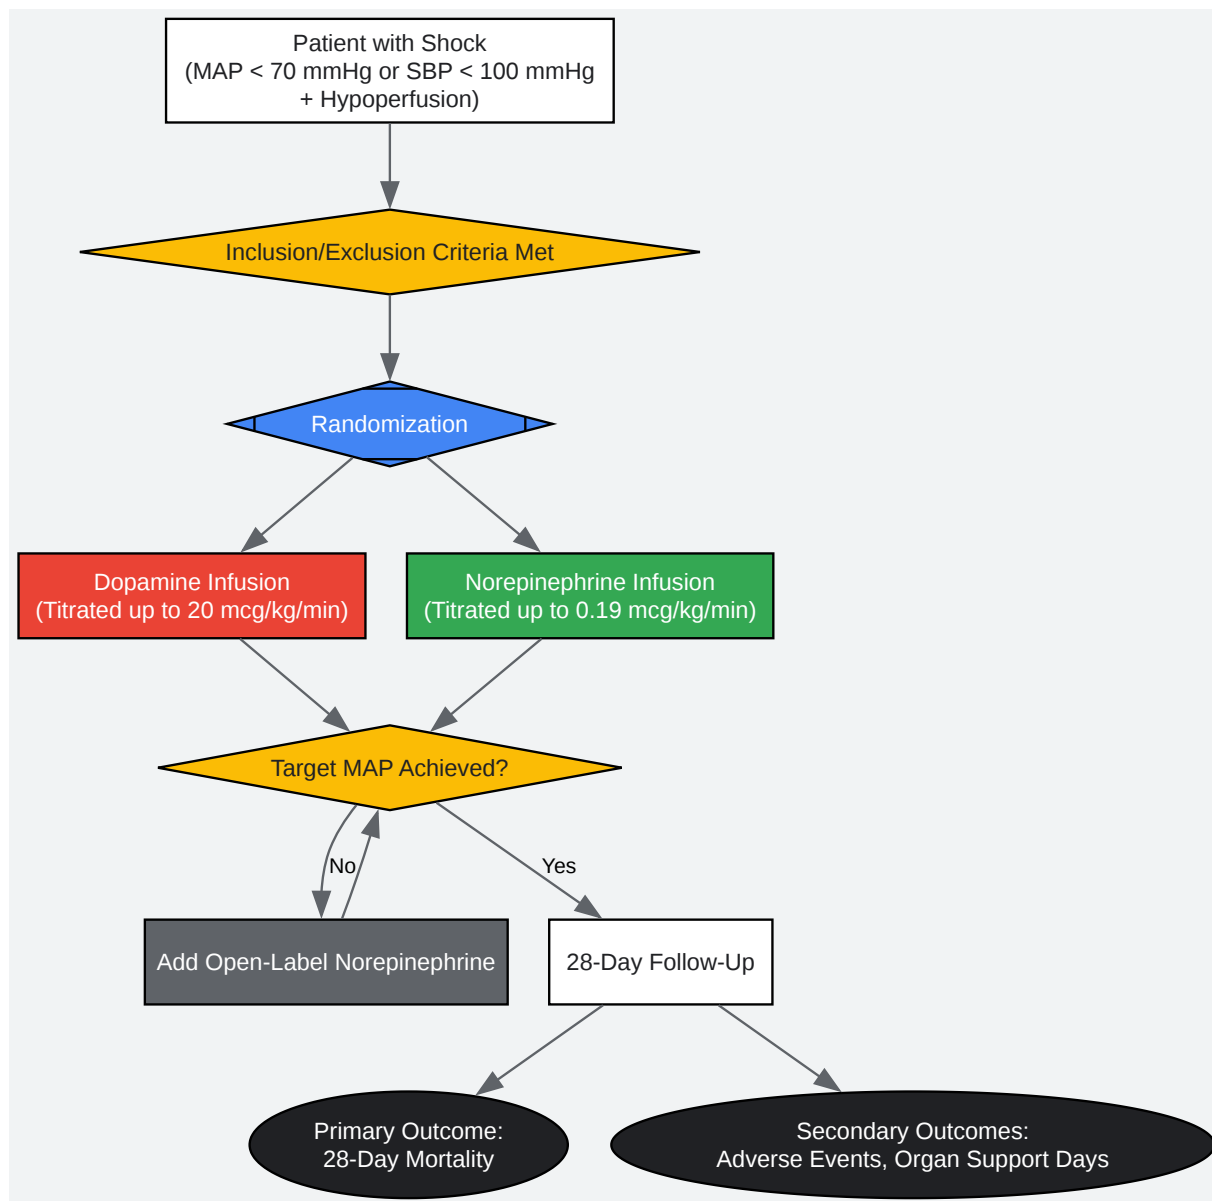 Patient with Shock
(MAP < 70 mmHg or SBP < 100 mmHg
+ Hypoperfusion)
Inclusion/Exclusion Criteria Met
Randomization
Dopamine Infusion
(Titrated up to 20 mcg/kg/min)
Norepinephrine Infusion
(Titrated up to 0.19 mcg/kg/min)
Target MAP Achieved?
No
Yes
Add Open-Label Norepinephrine
28-Day Follow-Up
Primary Outcome:
28-Day Mortality
Secondary Outcomes:
Adverse Events, Organ Support Days